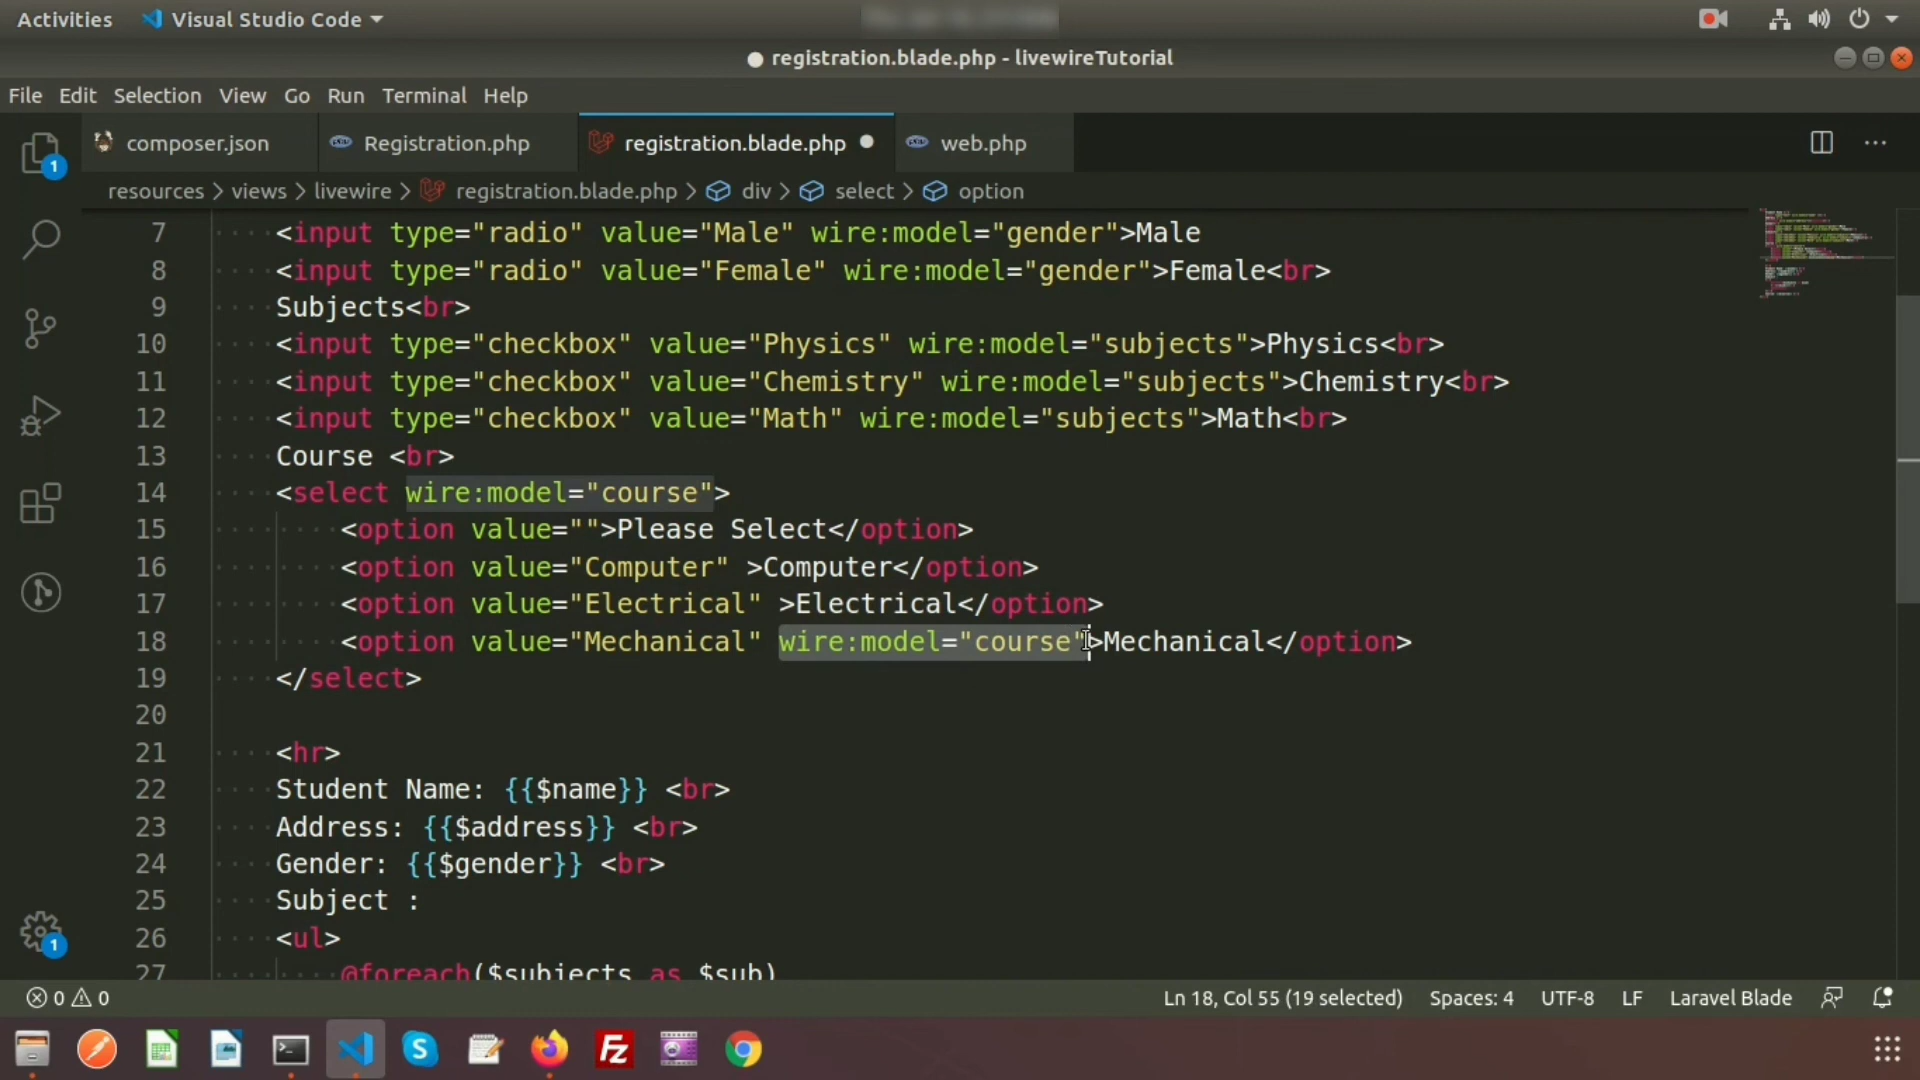 Activities Visual Studio Code
registration.blade.php - livewireTutorial
File Edit Selection View Go Run Terminal Help
1 composer.json Registration.php registration.blade.php web.php ...
resources > views > livewire > registration.blade.php > div > select > option
7 <input type="radio" value="Male" wire:model="gender">Male
8 <input type="radio" value="Female" wire:model="gender">Female<br>
9 Subjects<br>
10 <input type="checkbox" value="Physics" wire:model="subjects">Physics<br>
11 <input type="checkbox" value="Chemistry" wire:model="subjects">Chemistry<br>
12 <input type="checkbox" value="Math" wire:model="subjects">Math<br>
13 Course <br>
14 <select wire:model="course">
15 <option value="">Please Select</option>
16 <option value="Computer" >Computer</option>
17 <option value="Electrical" >Electrical</option>
18 <option value="Mechanical" wire:model="course">Mechanical</option>
19 </select>
20
21 <hr>
22 Student Name: {{$name}} <br>
23 Address: {{$address}} <br>
24 Gender: {{$gender}} <br>
25 Subject :
1 26 <ul>
27 @foreach($subjects as $sub)
0 0 Ln 18, Col 55 (19 selected) Spaces: 4 UTF-8 LF Laravel Blade
S Fz